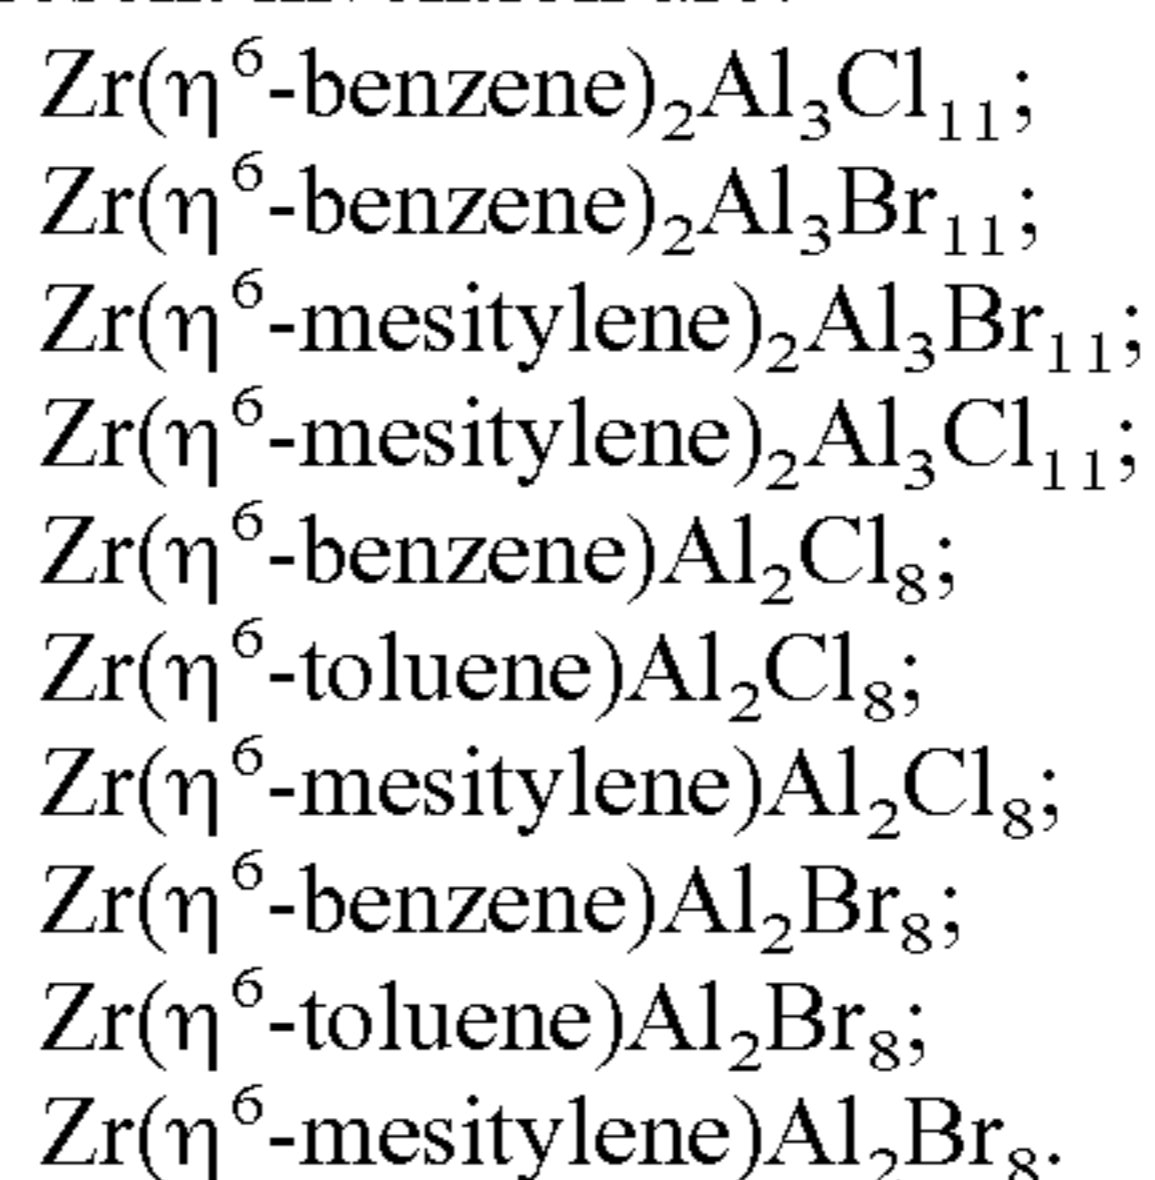 Zr(η⁶-benzene)₂Al₃Cl₁₁;
Zr(η⁶-benzene)₂Al₃Br₁₁;
Zr(η⁶-mesitylene)₂Al₃Br₁₁;
Zr(η⁶-mesitylene)₂Al₃Cl₁₁;
Zr(η⁶-benzene)Al₂Cl₈;
Zr(η⁶-toluene)Al₂Cl₈;
Zr(η⁶-mesitylene)Al₂Cl₈;
Zr(η⁶-benzene)Al₂Br₈;
Zr(η⁶-toluene)Al₂Br₈;
Zr(η⁶-mesitylene)Al₂Br₈.